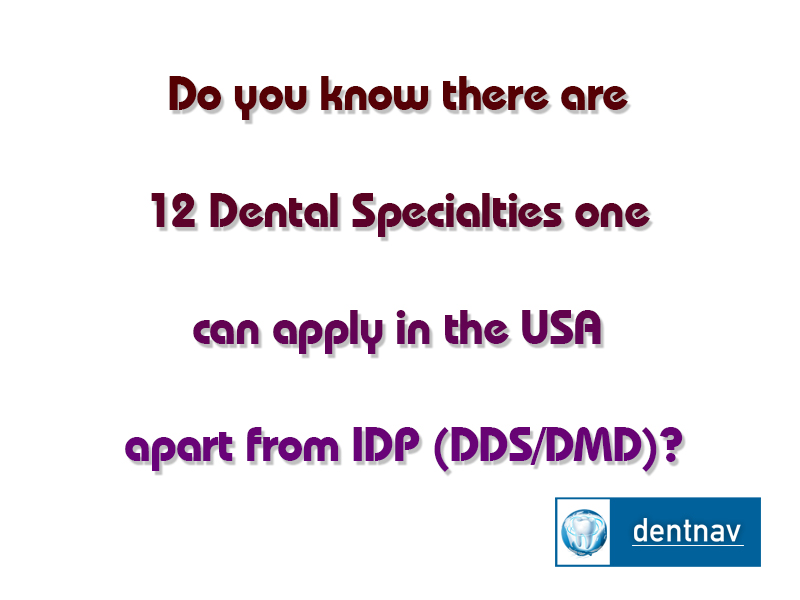 Do you know there are
12 Dental Specialties one
can apply in the USA
apart from IDP (DDS/DMD)?
dentnav